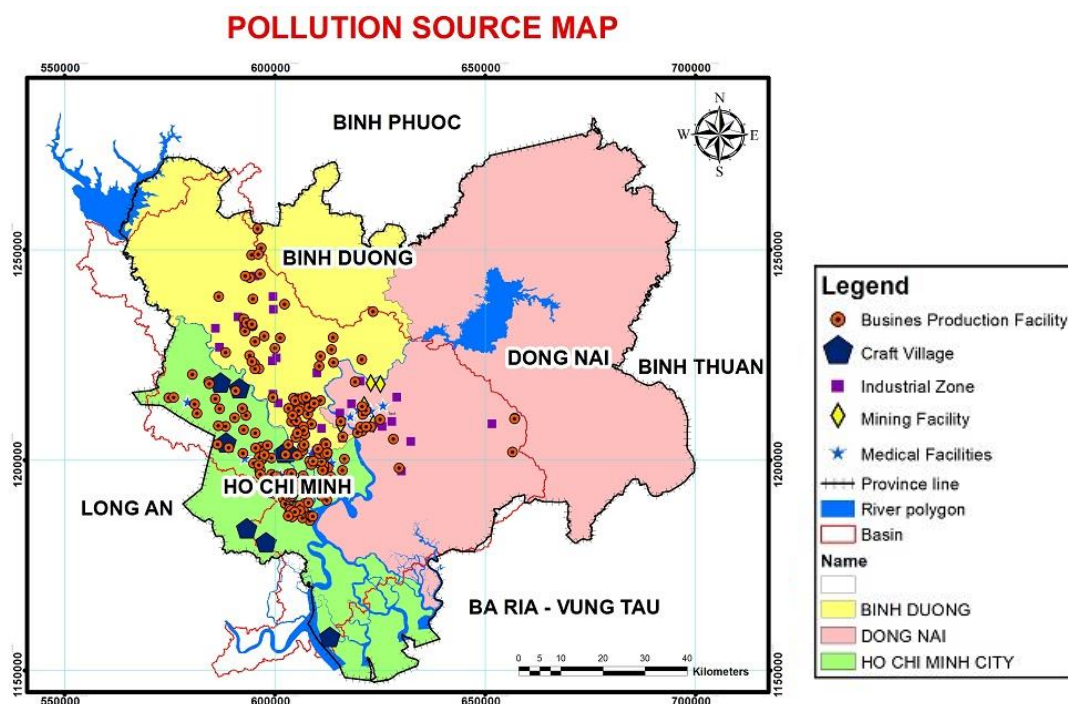 POLLUTION SOURCE MAP
550000 600000 650000 700000
BINH PHUOC
N
W E
S
1250000 1250000
BINH DUONG
DONG NAI
BINH THUAN
1200000 1200000
HO CHI MINH
LONG AN
BA RIA - VUNG TAU
0 5 10 20 30 40
Kilometers
1150000 1150000
550000 600000 650000 700000
Legend
Busines Production Facility
Craft Village
Industrial Zone
Mining Facility
Medical Facilities
Province line
River polygon
Basin
Name
BINH DUONG
DONG NAI
HO CHI MINH CITY